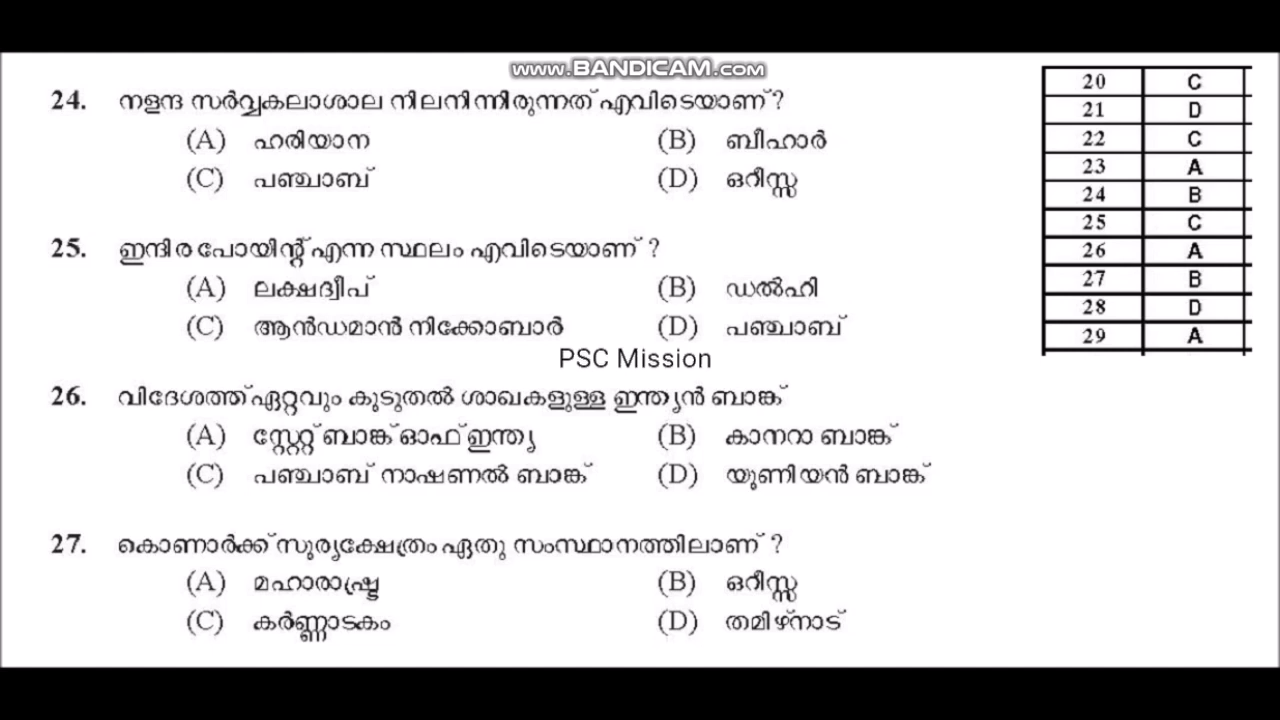 www.BANDICAM.com
24. നളന്ദ സർവ്വകലാശാല നിലനിന്നിരുന്നത് എവിടെയാണ് ?
(A) ഹരിയാന (B) ബീഹാർ
(C) പഞ്ചാബ് (D) ഒറീസ്സ
25. ഇന്ദിര പോയിന്റ് എന്ന സ്ഥലം എവിടെയാണ് ?
(A) ലക്ഷദ്വീപ് (B) ഡൽഹി
(C) ആൻഡമാൻ നിക്കോബാർ (D) പഞ്ചാബ്
PSC Mission
26. വിദേശത്ത് ഏറ്റവും കൂടുതൽ ശാഖകളുള്ള ഇന്ത്യൻ ബാങ്ക്
(A) സ്റ്റേറ്റ് ബാങ്ക് ഓഫ് ഇന്ത്യ (B) കാനറാ ബാങ്ക്
(C) പഞ്ചാബ് നാഷണൽ ബാങ്ക് (D) യൂണിയൻ ബാങ്ക്
27. കൊണാർക്ക് സൂര്യക്ഷേത്രം ഏതു സംസ്ഥാനത്തിലാണ് ?
(A) മഹാരാഷ്ട്ര (B) ഒറീസ്സ
(C) കർണ്ണാടകം (D) തമിഴ്നാട്
20 C
21 D
22 C
23 A
24 B
25 C
26 A
27 B
28 D
29 A